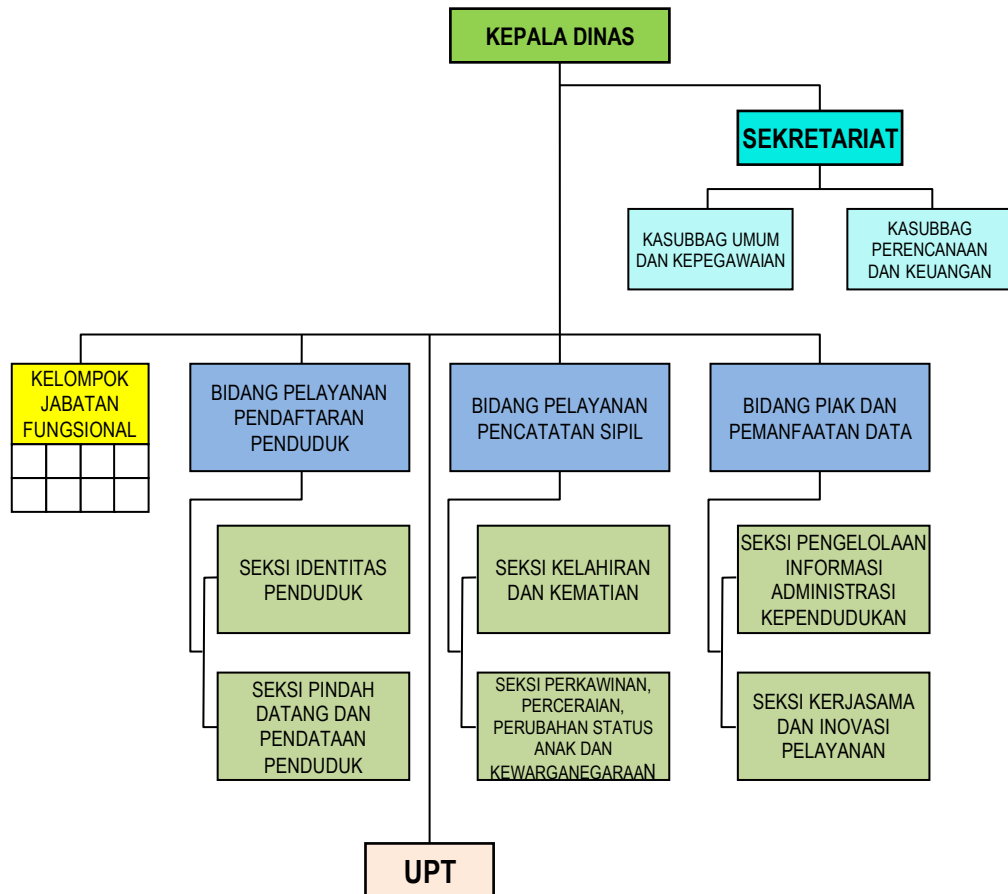 KEPALA DINAS
SEKRETARIAT
KASUBBAG UMUM
DAN KEPEGAWAIAN
KASUBBAG
PERENCANAAN
DAN KEUANGAN
KELOMPOK
JABATAN
FUNGSIONAL
BIDANG PELAYANAN
PENDAFTARAN
PENDUDUK
BIDANG PELAYANAN
PENCATATAN SIPIL
BIDANG PIAK DAN
PEMANFAATAN DATA
SEKSI IDENTITAS
PENDUDUK
SEKSI KELAHIRAN
DAN KEMATIAN
SEKSI PENGELOLAAN
INFORMASI
ADMINISTRASI
KEPENDUDUKAN
SEKSI PINDAH
DATANG DAN
PENDATAAN
PENDUDUK
SEKSI PERKAWINAN,
PERCERAIAN,
PERUBAHAN STATUS
ANAK DAN
KEWARGANEGARAAN
SEKSI KERJASAMA
DAN INOVASI
PELAYANAN
UPT